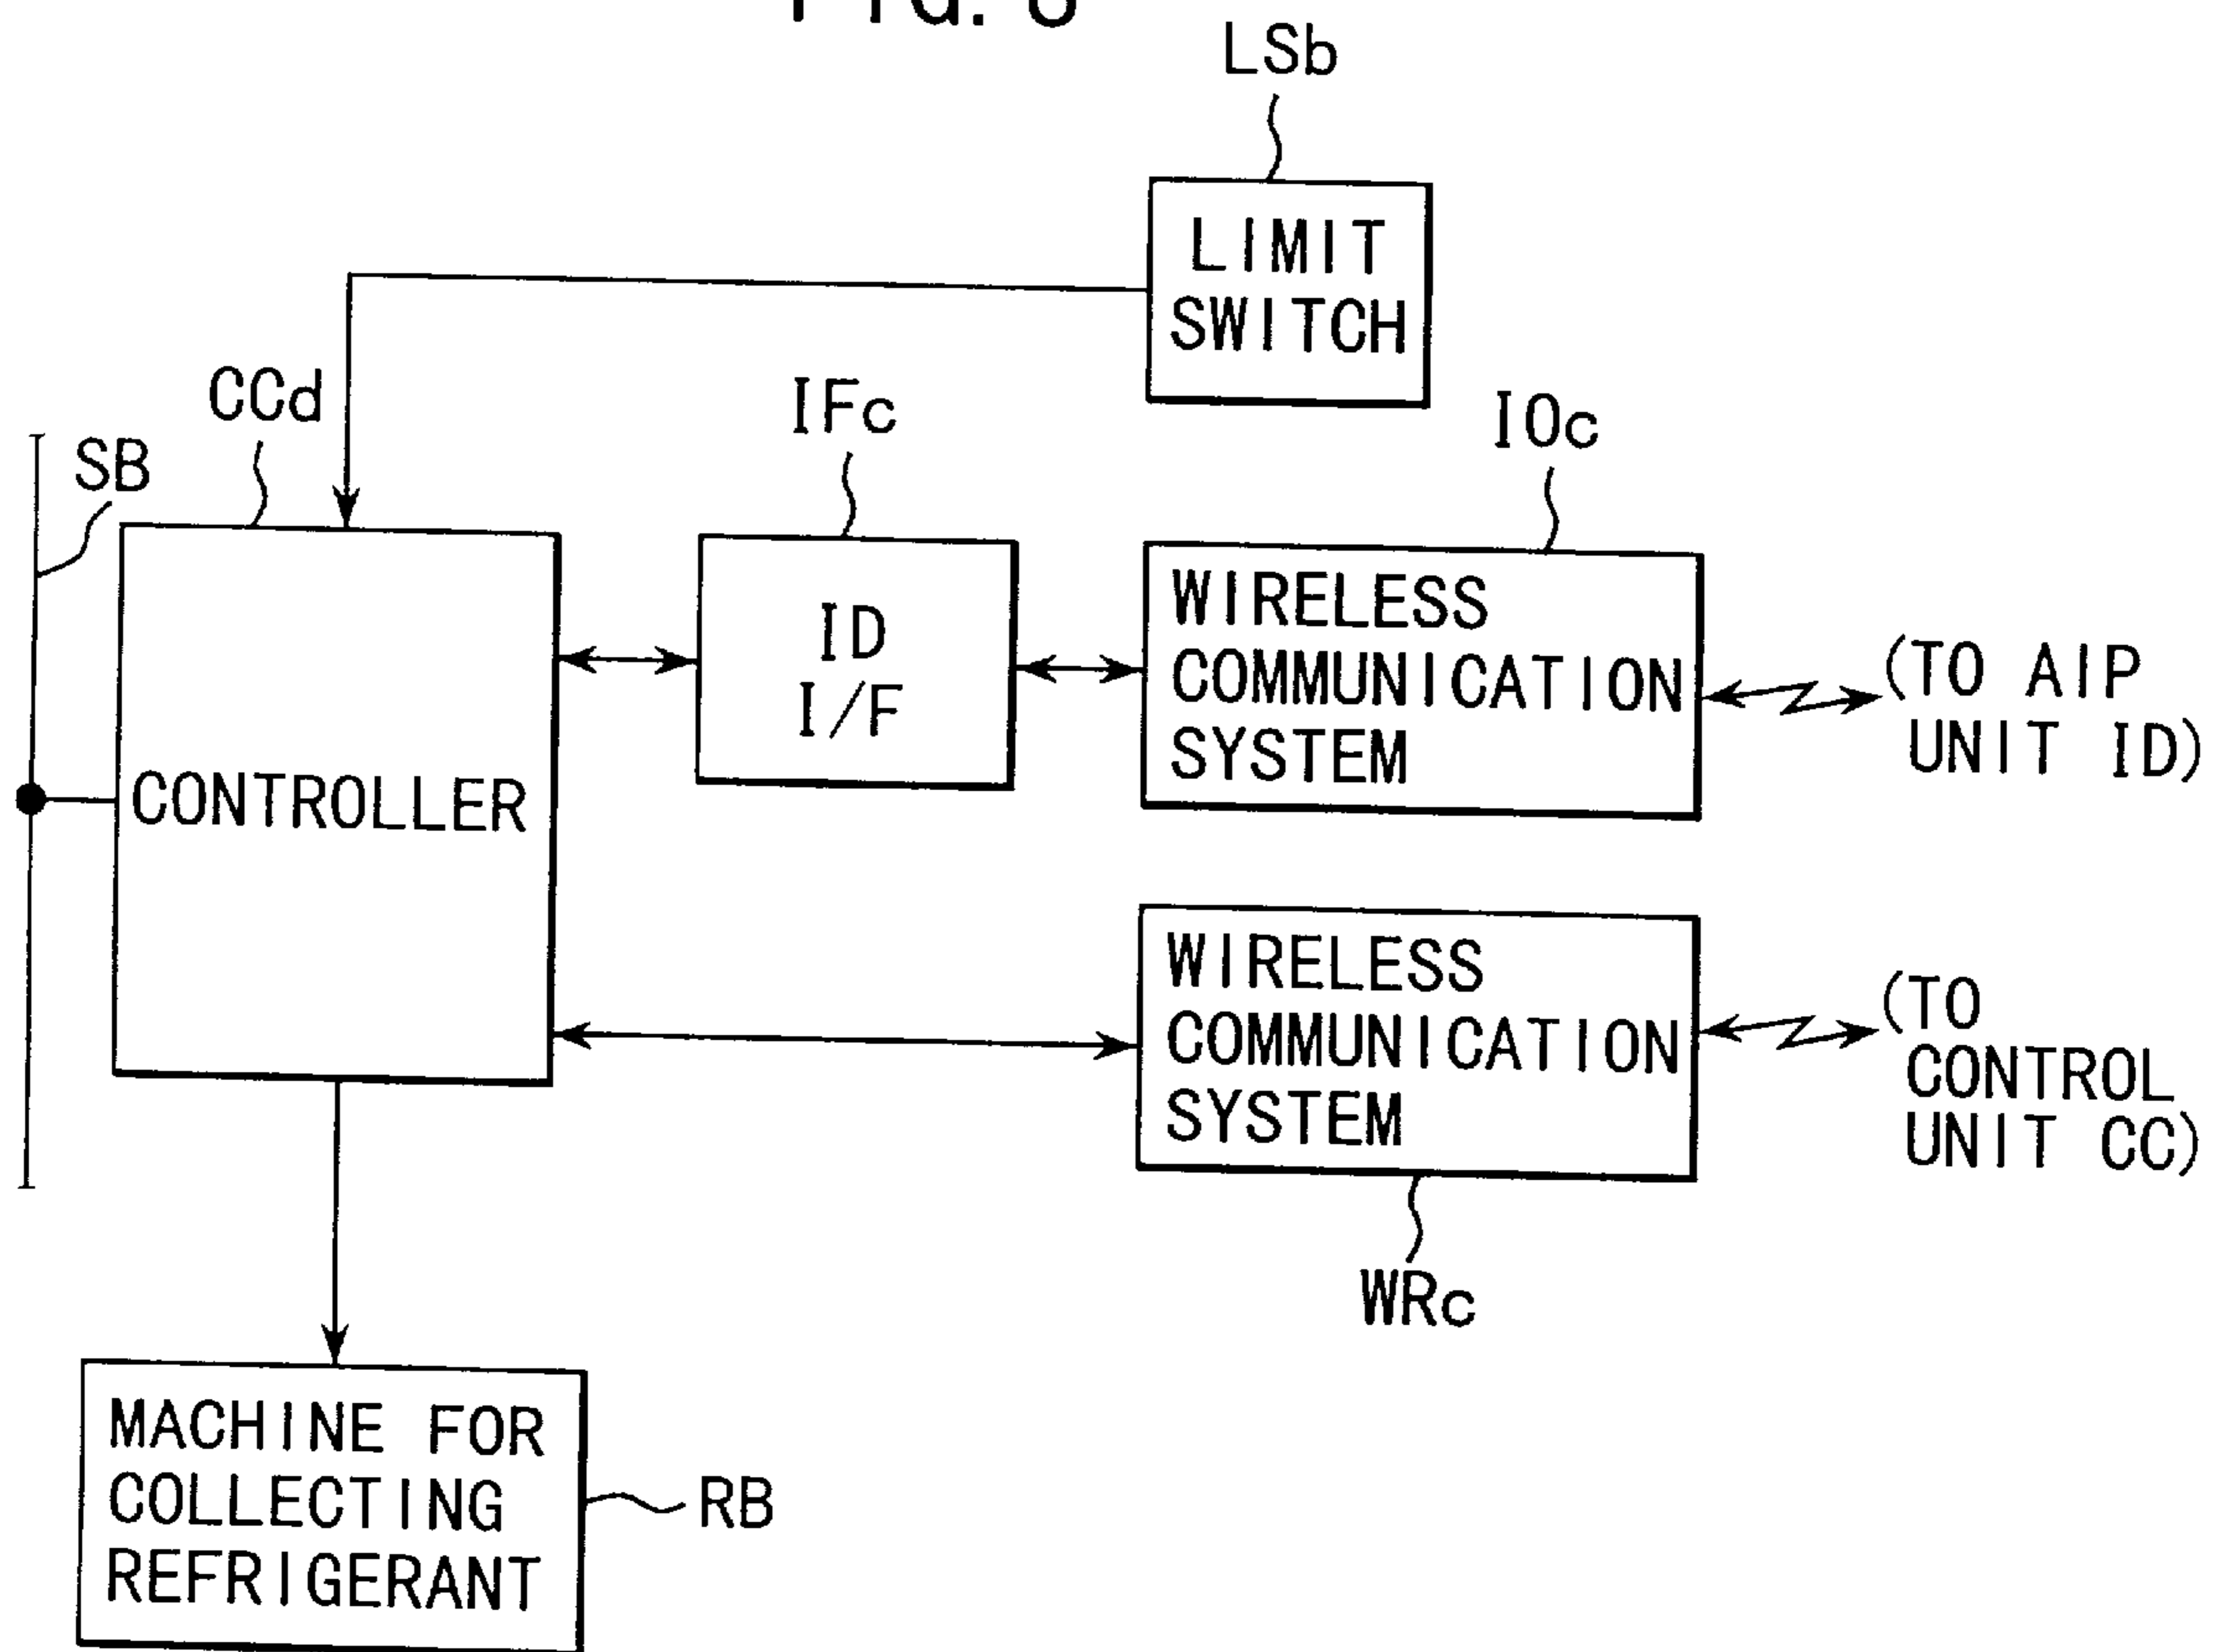 FIG.
LSb
LIMIT
SWITCH
CCd
IFc
IOc
SB
CONTROLLER
ID
I/F
WIRELESS
COMMUNICATION
SYSTEM
(TO AIP
UNIT ID)
WIRELESS
COMMUNICATION
SYSTEM
(TO
CONTROL
UNIT CC)
WRc
MACHINE FOR
COLLECTING
REFRIGERANT
RB